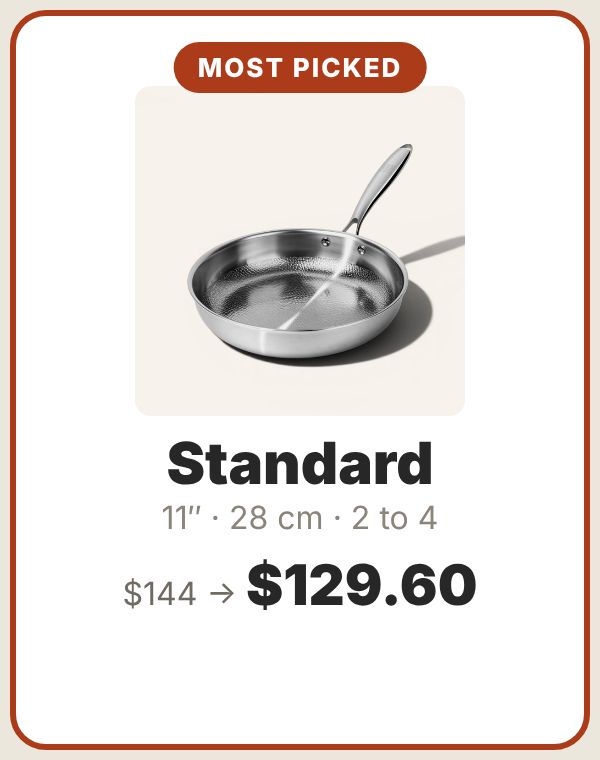 MOST PICKED
Standard
11″ · 28 cm · 2 to 4
$144 → $129.60